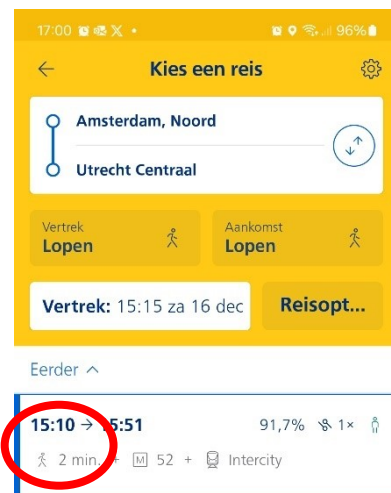 17:00 96%
Kies een reis
Amsterdam, Noord
Utrecht Centraal
Vertrek Aankomst
Lopen Lopen
Vertrek: 15:15 za 16 dec Reisopt...
Eerder
15:10 → 15:51 91,7% 1×
2 min. + M 52 + Intercity